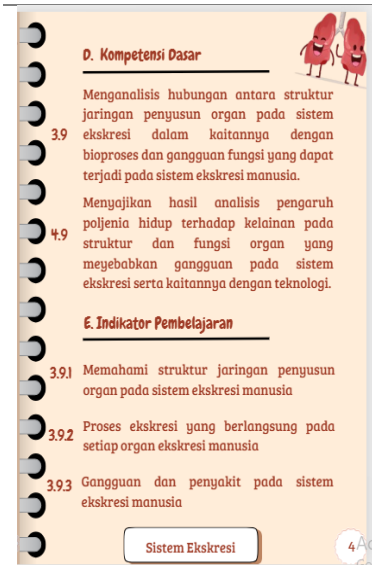 D. Kompetensi Dasar
Menganalisis hubungan antara struktur
jaringan penyusun organ pada sistem
3.9 ekskresi dalam kaitannya dengan
bioproses dan gangguan fungsi yang dapat
terjadi pada sistem ekskresi manusia.
Menyajikan hasil analisis pengaruh
4.9 poljenia hidup terhadap kelainan pada
struktur dan fungsi organ yang
meyebabkan gangguan pada sistem
ekskresi serta kaitannya dengan teknologi.
E. Indikator Pembelajaran
3.9.1 Memahami struktur jaringan penyusun
organ pada sistem ekskresi manusia
3.9.2 Proses ekskresi yang berlangsung pada
setiap organ ekskresi manusia
3.9.3 Gangguan dan penyakit pada sistem
ekskresi manusia
Sistem Ekskresi
4